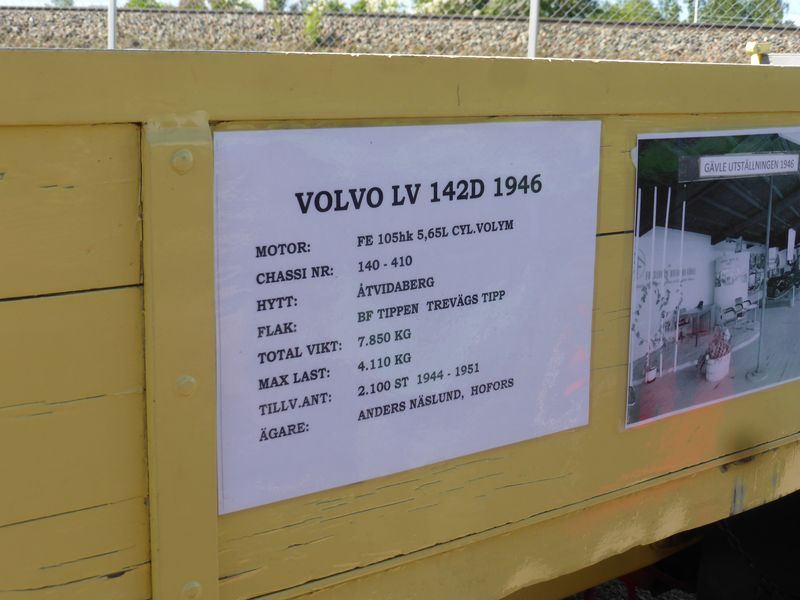 VOLVO LV 142D 1946
MOTOR: FE 105hk 5,65L CYL.VOLYM
CHASSI NR: 140 - 410
HYTT: ÅTVIDABERG
FLAK: BF TIPPEN TREVÄGS TIPP
TOTAL VIKT: 7.850 KG
MAX LAST: 4.110 KG
TILLV.ANT: 2.100 ST 1944 - 1951
ÄGARE: ANDERS NÄSLUND, HOFORS
GÄVLE UTSTÄLLNINGEN 1946